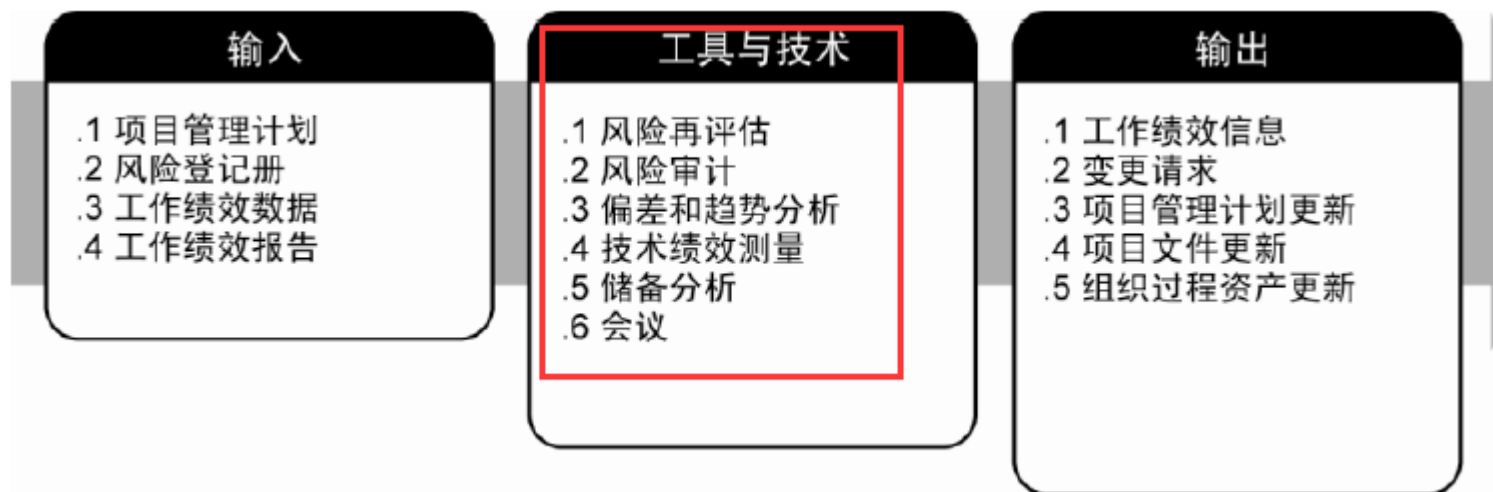 输入
.1 项目管理计划
.2 风险登记册
.3 工作绩效数据
.4 工作绩效报告
工具与技术
.1 风险再评估
.2 风险审计
.3 偏差和趋势分析
.4 技术绩效测量
.5 储备分析
.6 会议
输出
.1 工作绩效信息
.2 变更请求
.3 项目管理计划更新
.4 项目文件更新
.5 组织过程资产更新